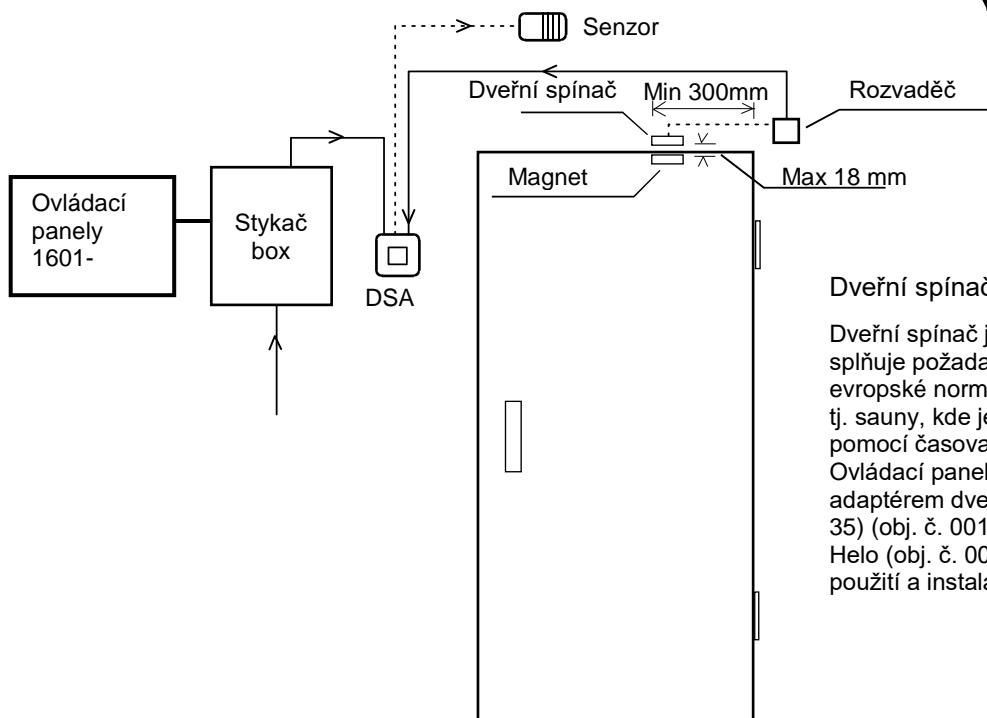 Senzor
Dveřní spínač
Min 300mm
Rozvaděč
Magnet
Max 18 mm
Ovládací
panely
1601-
Stykač
box
DSA
Dveřní spínač
Dveřní spínač j
splňuje požada
evropské norm
tj. sauny, kde je
pomocí časova
Ovládací panel
adaptérem dve
35) (obj. č. 001
Helo (obj. č. 00
použití a instala